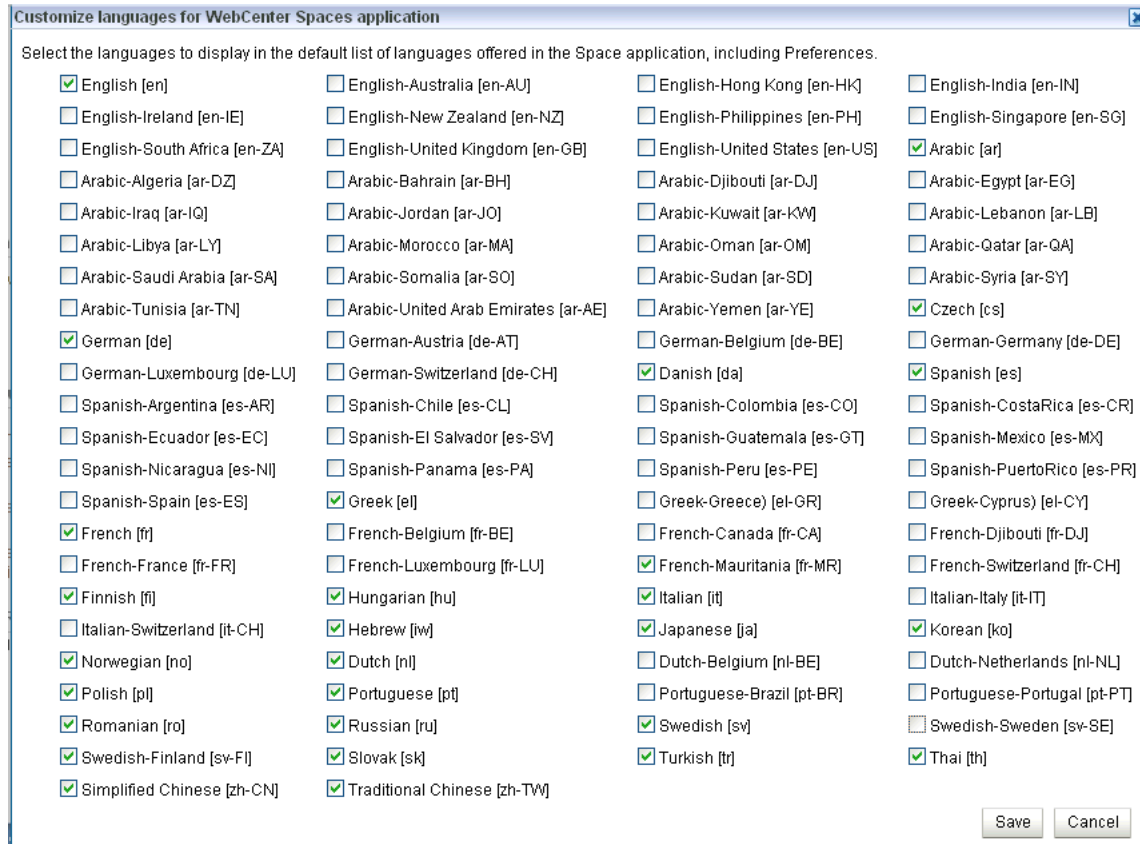 Customize languages for WebCenter Spaces application
Select the languages to display in the default list of languages offered in the Space application, including Preferences.
English [en] English-Australia [en-AU] English-Hong Kong [en-HK] English-India [en-IN]
English-Ireland [en-IE] English-New Zealand [en-NZ] English-Philippines [en-PH] English-Singapore [en-SG]
English-South Africa [en-ZA] English-United Kingdom [en-GB] English-United States [en-US] Arabic [ar]
Arabic-Algeria [ar-DZ] Arabic-Bahrain [ar-BH] Arabic-Djibouti [ar-DJ] Arabic-Egypt [ar-EG]
Arabic-Iraq [ar-IQ] Arabic-Jordan [ar-JO] Arabic-Kuwait [ar-KW] Arabic-Lebanon [ar-LB]
Arabic-Libya [ar-LY] Arabic-Morocco [ar-MA] Arabic-Oman [ar-OM] Arabic-Qatar [ar-QA]
Arabic-Saudi Arabia [ar-SA] Arabic-Somalia [ar-SO] Arabic-Sudan [ar-SD] Arabic-Syria [ar-SY]
Arabic-Tunisia [ar-TN] Arabic-United Arab Emirates [ar-AE] Arabic-Yemen [ar-YE] Czech [cs]
German [de] German-Austria [de-AT] German-Belgium [de-BE] German-Germany [de-DE]
German-Luxembourg [de-LU] German-Switzerland [de-CH] Danish [da] Spanish [es]
Spanish-Argentina [es-AR] Spanish-Chile [es-CL] Spanish-Colombia [es-CO] Spanish-CostaRica [es-CR]
Spanish-Ecuador [es-EC] Spanish-El Salvador [es-SV] Spanish-Guatemala [es-GT] Spanish-Mexico [es-MX]
Spanish-Nicaragua [es-NI] Spanish-Panama [es-PA] Spanish-Peru [es-PE] Spanish-PuertoRico [es-PR]
Spanish-Spain [es-ES] Greek [el] Greek-Greece) [el-GR] Greek-Cyprus) [el-CY]
French [fr] French-Belgium [fr-BE] French-Canada [fr-CA] French-Djibouti [fr-DJ]
French-France [fr-FR] French-Luxembourg [fr-LU] French-Mauritania [fr-MR] French-Switzerland [fr-CH]
Finnish [fi] Hungarian [hu] Italian [it] Italian-Italy [it-IT]
Italian-Switzerland [it-CH] Hebrew [iw] Japanese [ja] Korean [ko]
Norwegian [no] Dutch [nl] Dutch-Belgium [nl-BE] Dutch-Netherlands [nl-NL]
Polish [pl] Portuguese [pt] Portuguese-Brazil [pt-BR] Portuguese-Portugal [pt-PT]
Romanian [ro] Russian [ru] Swedish [sv] Swedish-Sweden [sv-SE]
Swedish-Finland [sv-FI] Slovak [sk] Turkish [tr] Thai [th]
Simplified Chinese [zh-CN] Traditional Chinese [zh-TW]
Save Cancel